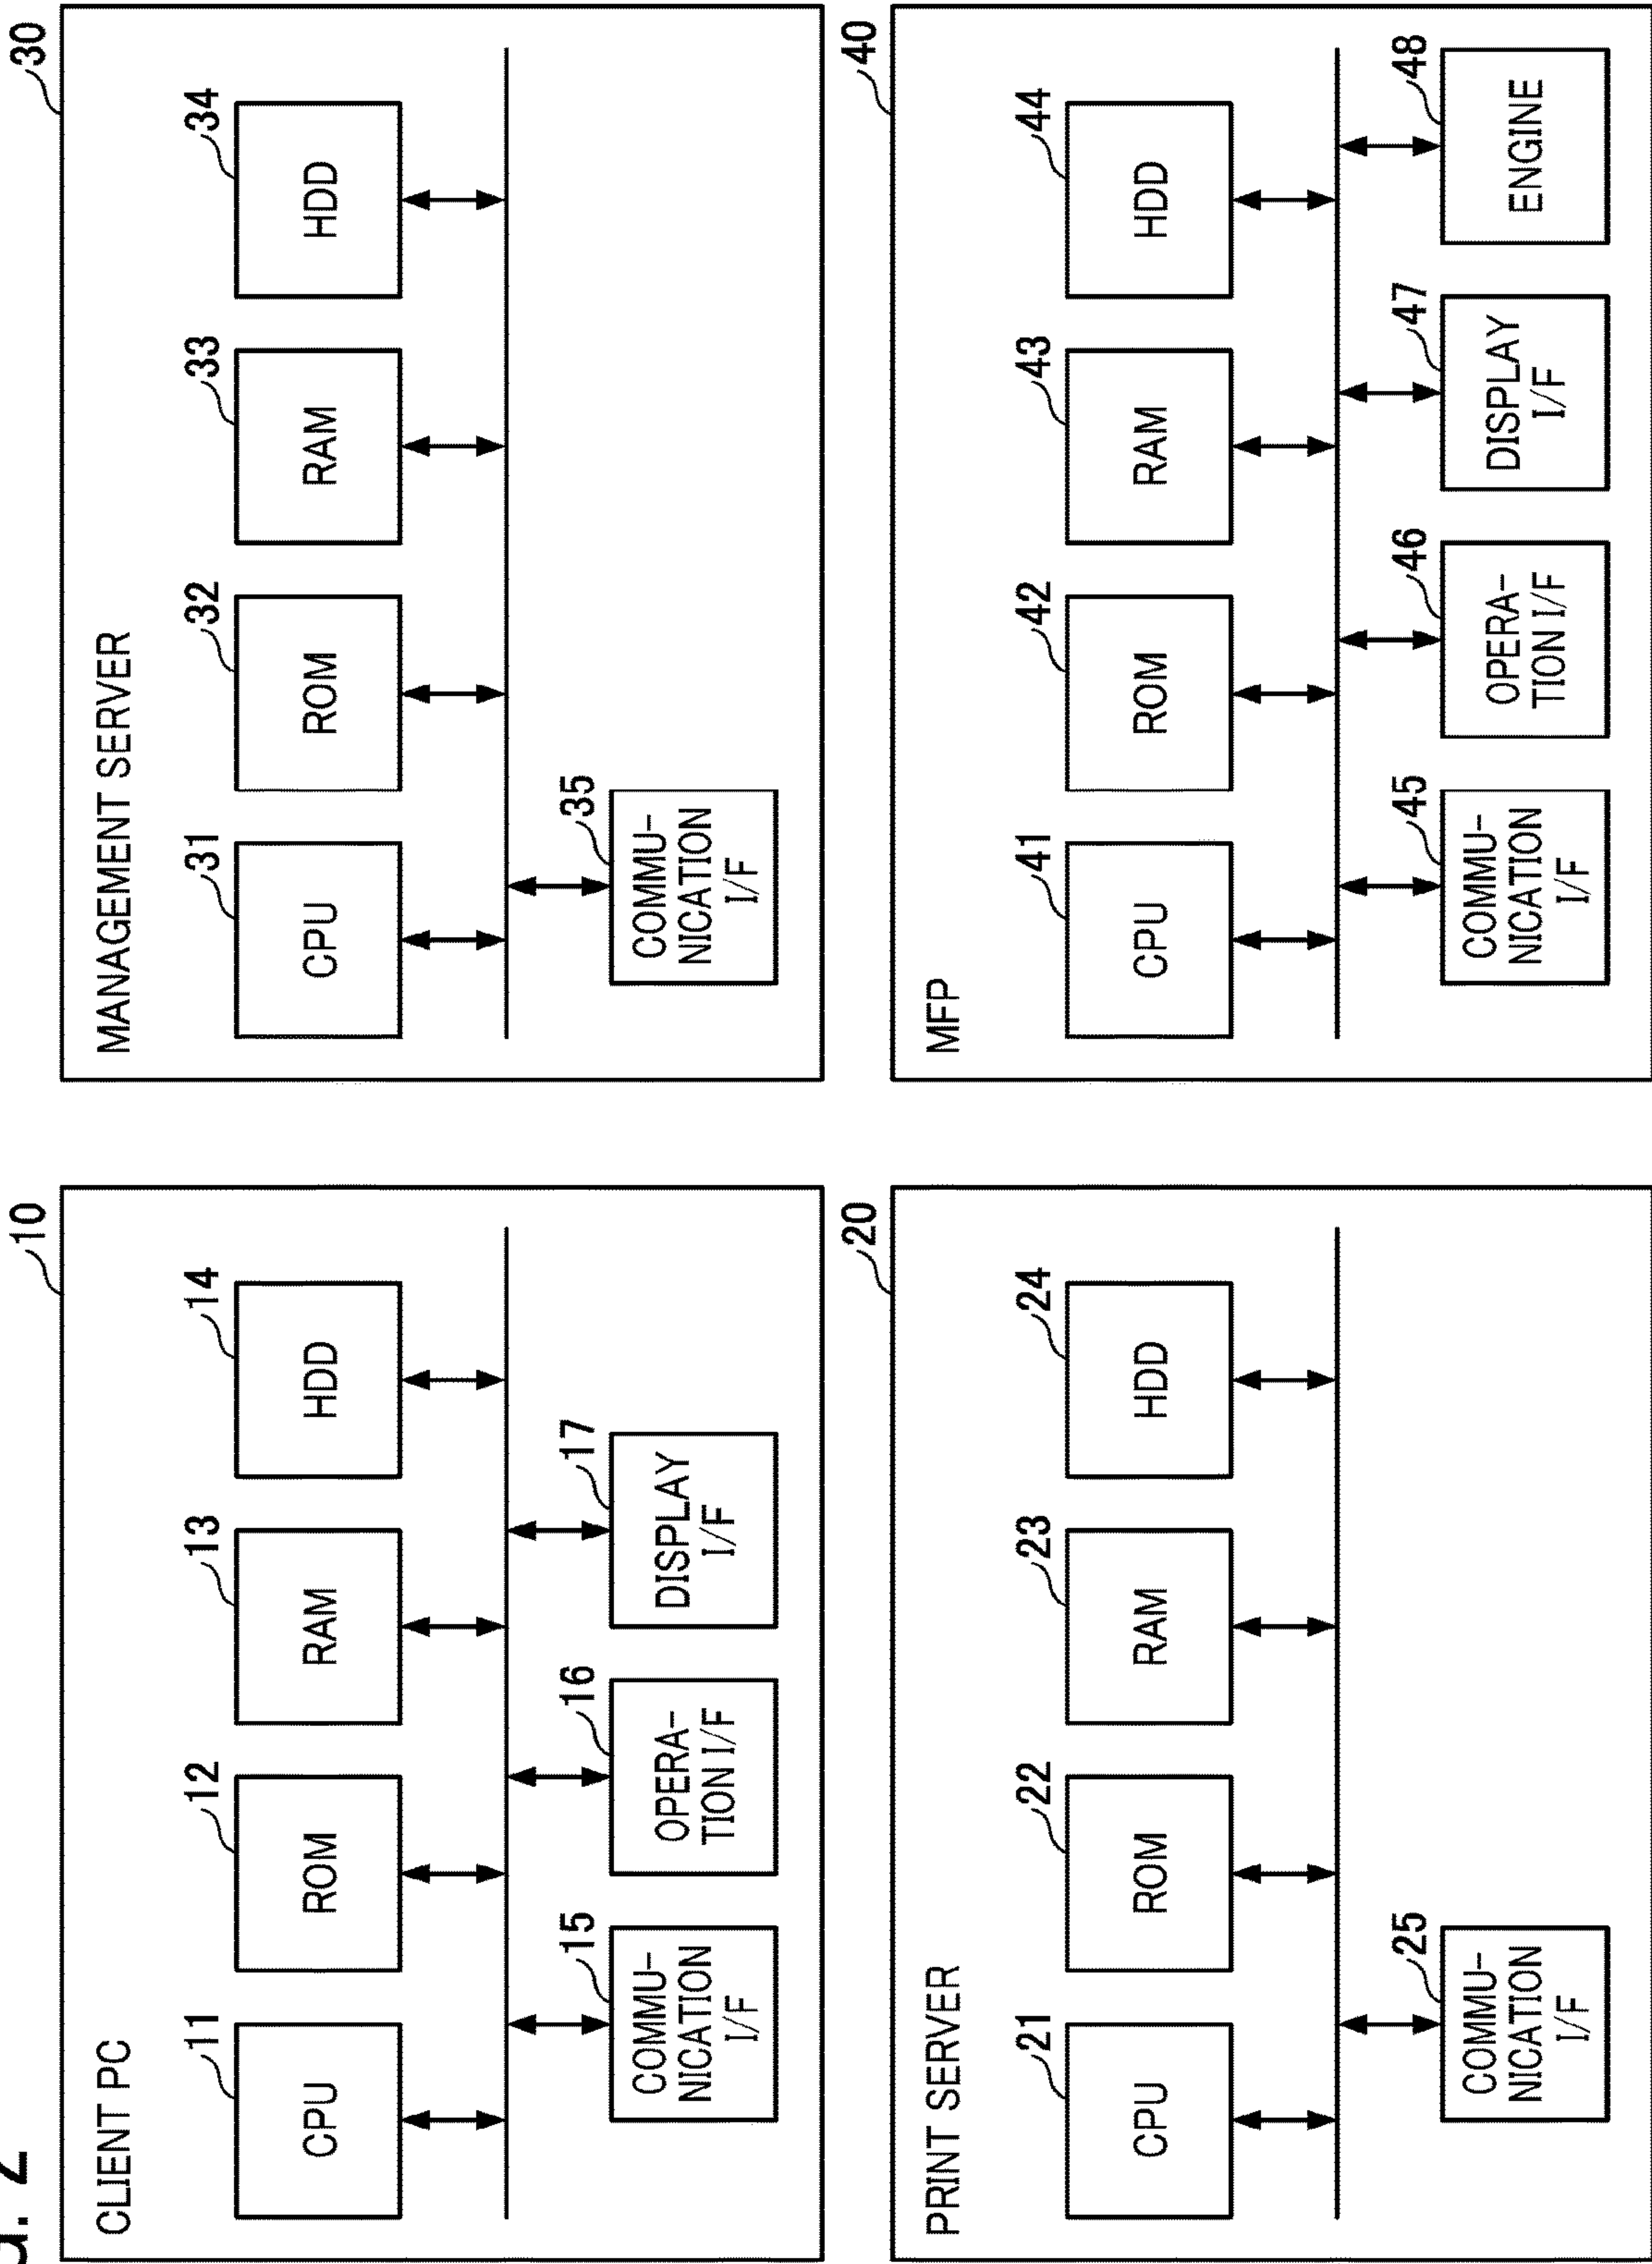 10
CLIENT PC
11
12
13
14
CPU
ROM
RAM
HDD
15
16
17
COMMU-
NICATION
I/F
OPERA-
TION I/F
DISPLAY
I/F
30
MANAGEMENT SERVER
31
32
33
34
CPU
ROM
RAM
HDD
35
COMMU-
NICATION
I/F
20
PRINT SERVER
21
22
23
24
CPU
ROM
RAM
HDD
25
COMMU-
NICATION
I/F
40
MFP
41
42
43
44
CPU
ROM
RAM
HDD
45
46
47
48
COMMU-
NICATION
I/F
OPERA-
TION I/F
DISPLAY
I/F
ENGINE